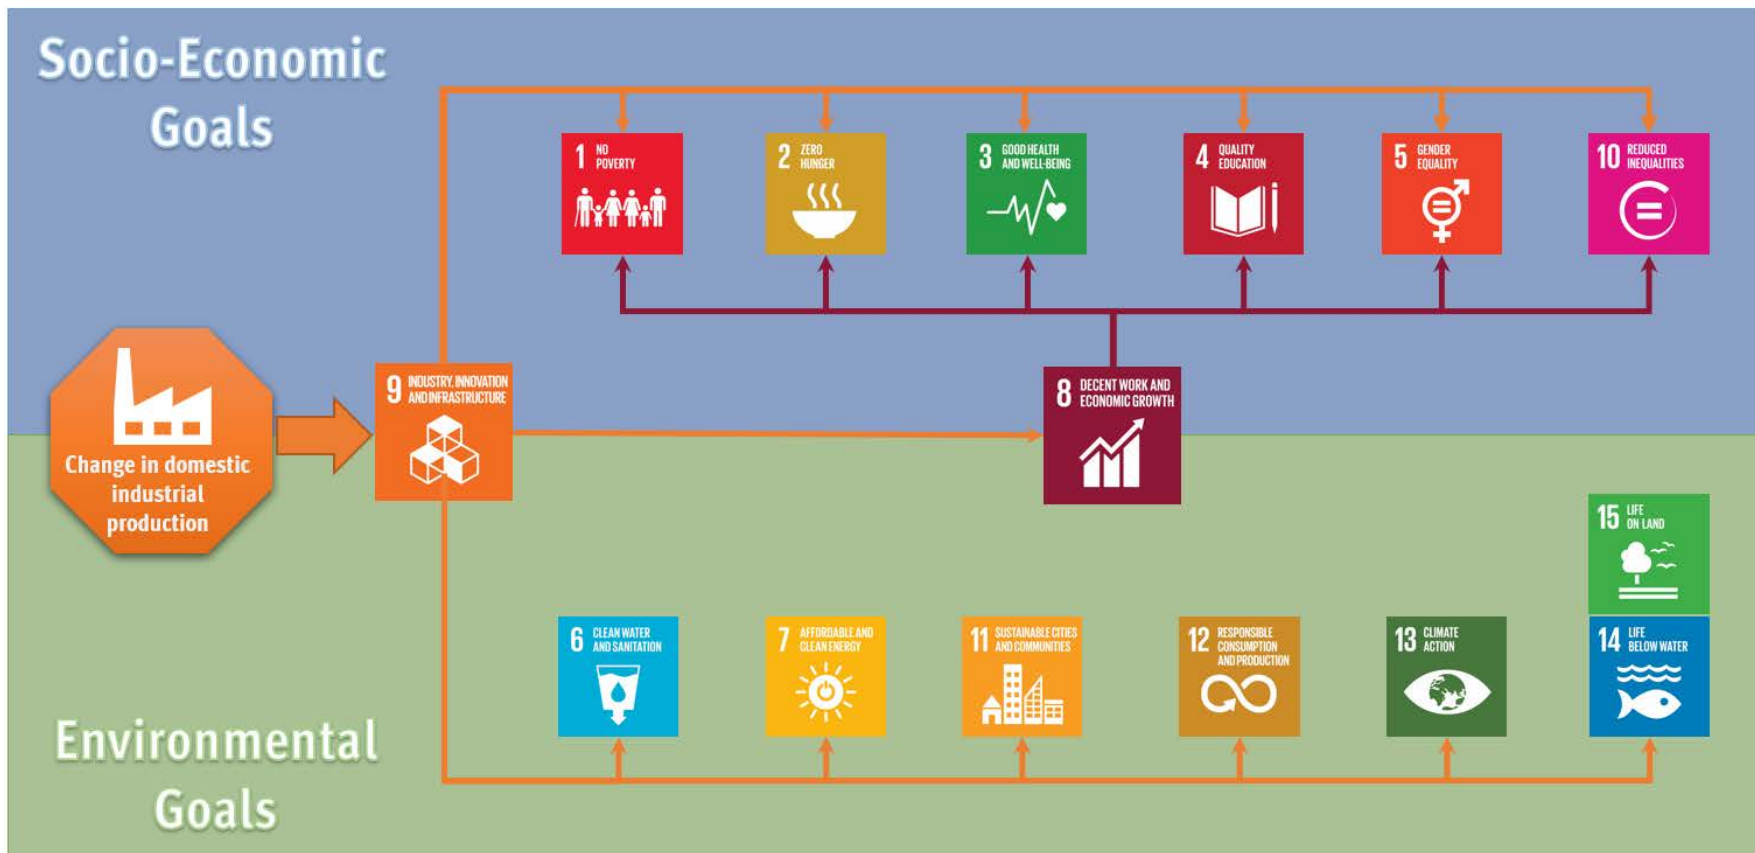 Socio-Economic
Goals
1 NO
POVERTY
2 ZERO
HUNGER
3 GOOD HEALTH
AND WELL-BEING
4 QUALITY
EDUCATION
5 GENDER
EQUALITY
10 REDUCED
INEQUALITIES
Change in domestic
industrial
production
9 INDUSTRY, INNOVATION
AND INFRASTRUCTURE
8 DECENT WORK AND
ECONOMIC GROWTH
15 LIFE
ON LAND
6 CLEAN WATER
AND SANITATION
7 AFFORDABLE AND
CLEAN ENERGY
11 SUSTAINABLE CITIES
AND COMMUNITIES
12 RESPONSIBLE
CONSUMPTION
AND PRODUCTION
13 CLIMATE
ACTION
14 LIFE
BELOW WATER
Environmental
Goals